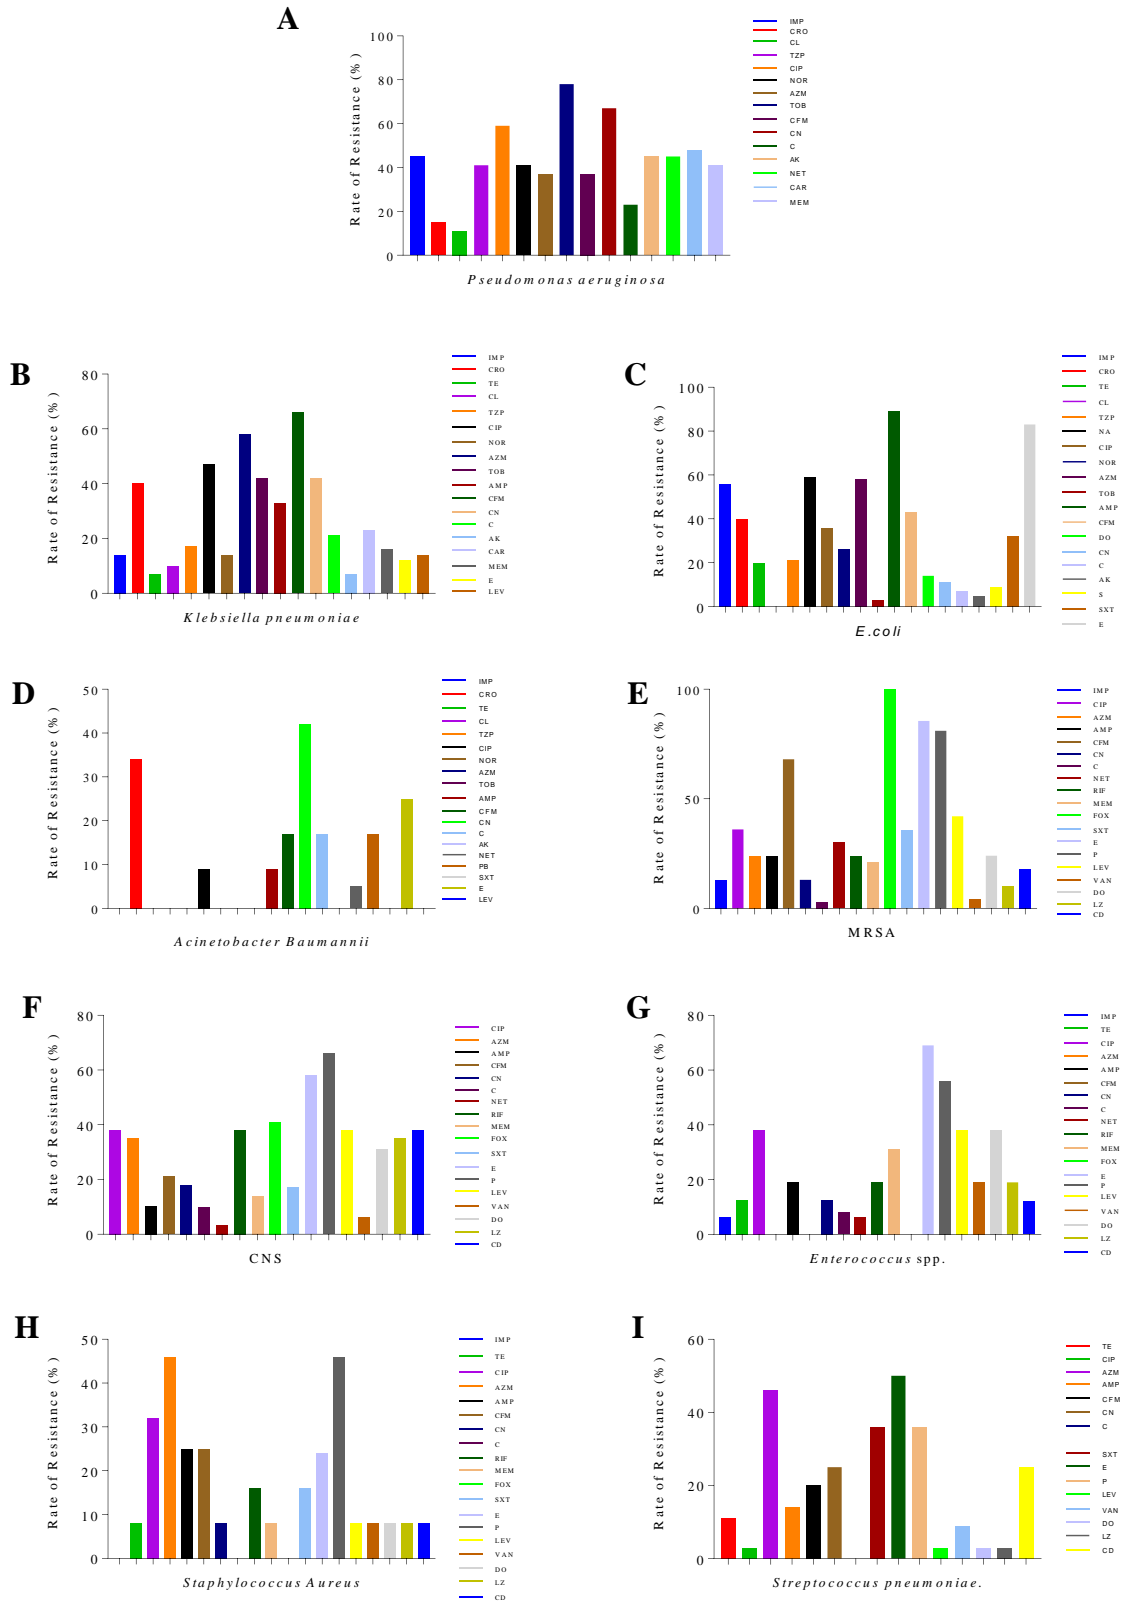 A
Rate of Resistance (%)
100
80
60
40
20
0
Pseudomonas aeruginosa
IMP
CRO
CL
TZP
CIP
NOR
AZM
TOB
CFM
CN
C
AK
NET
CAR
MEM
B
Rate of Resistance (%)
80
60
40
20
0
Klebsiella pneumoniae
IMP
CRO
TE
CL
TZP
CIP
NOR
AZM
TOB
AMP
CFM
CN
C
AK
CAR
MEM
E
LEV
C
Rate of Resistance (%)
100
80
60
40
20
0
E.coli
IMP
CRO
TE
CL
TZP
NA
CIP
NOR
AZM
TOB
AMP
CFM
DO
CN
C
AK
S
SXT
E
D
Rate of Resistance (%)
50
40
30
20
10
0
Acinetobacter Baumannii
IMP
CRO
TE
CL
TZP
CIP
NOR
AZM
TOB
AMP
CFM
CN
C
AK
NET
PB
SXT
E
LEV
E
Rate of Resistance (%)
100
50
0
MRSA
IMP
CIP
AZM
AMP
CFM
CN
C
NET
RIF
MEM
FOX
SXT
E
P
LEV
VAN
DO
LZ
CD
F
Rate of Resistance (%)
80
60
40
20
0
CNS
CIP
AZM
AMP
CFM
CN
C
NET
RIF
MEM
FOX
SXT
E
P
LEV
VAN
DO
LZ
CD
G
Rate of Resistance (%)
80
60
40
20
0
Enterococcus spp.
IMP
TE
CIP
AZM
AMP
CFM
CN
C
NET
RIF
MEM
FOX
E
P
LEV
VAN
DO
LZ
CD
H
Rate of Resistance (%)
50
40
30
20
10
0
Staphylococcus Aureus
IMP
TE
CIP
AZM
AMP
CFM
CN
C
RIF
MEM
FOX
SXT
E
P
LEV
VAN
DO
LZ
CD
I
Rate of Resistance (%)
60
40
20
0
Streptococcus pneumoniae.
TE
CIP
AZM
AMP
CFM
CN
C
SXT
E
P
LEV
VAN
DO
LZ
CD